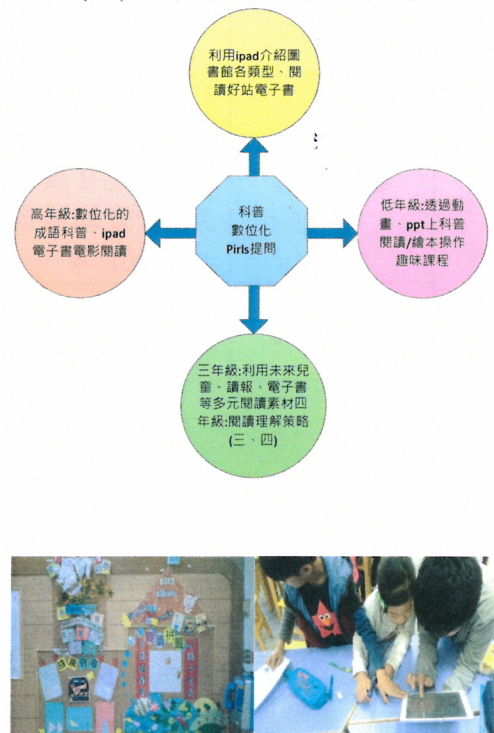 利用ipad介紹圖
書館各類型、閱
讀好站電子書
高年級:數位化的
成語科普、ipad
電子書電影閱讀
科普
數位化
Pirls提問
低年級:透過動
畫、ppt上科普
閱讀/繪本操作
趣味課程
三年級:利用未來兒
童、讀報、電子書
等多元閱讀素材四
年級:閱讀理解策略
(三、四)